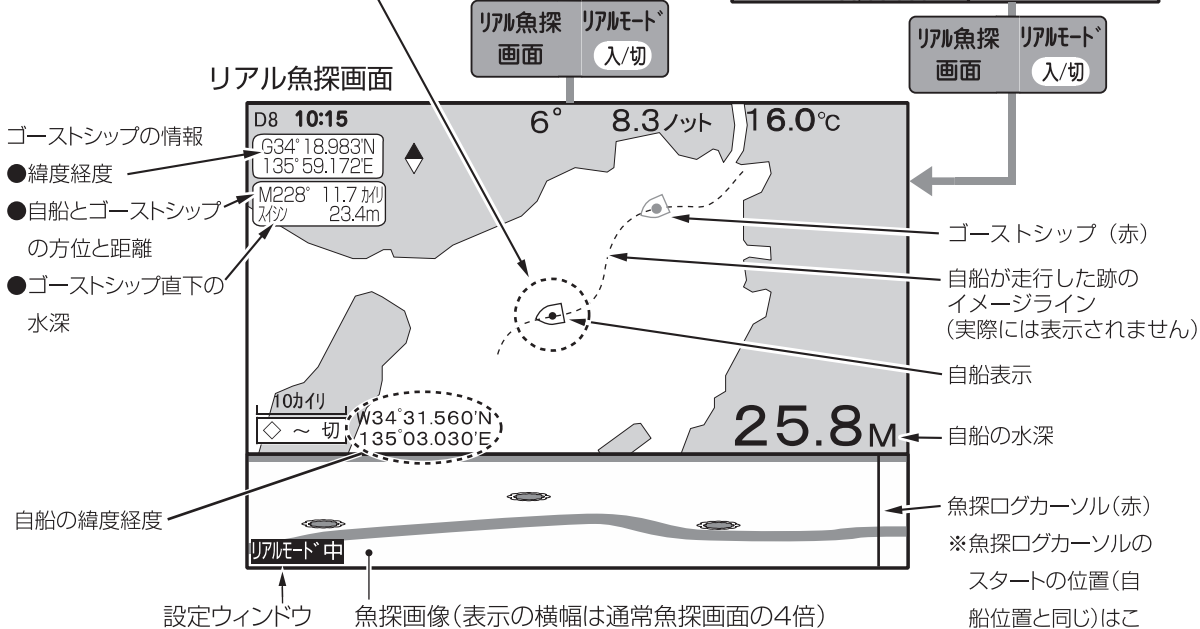 リアル魚探 リアルモード
画面 入/切
リアル魚探 リアルモード
画面 入/切
リアル魚探画面
D8 10:15 6° 8.3ノット 16.0℃
G34°18.983'N
135°59.172'E
M228° 11.7カイリ
スイシン 23.4m
ゴーストシップの情報
●緯度経度
●自船とゴーストシップ
の方位と距離
●ゴーストシップ直下の
水深
ゴーストシップ(赤)
自船が走行した跡の
イメージライン
(実際には表示されません)
自船表示
10カイリ
◇ ～ 切
W34°31.560'N
135°03.030'E
25.8M
自船の水深
自船の緯度経度
リアルモード中
魚探ログカーソル(赤)
※魚探ログカーソルの
スタートの位置(自
船位置と同じ)はこ
設定ウィンドウ
魚探画像(表示の横幅は通常魚探画面の4倍)